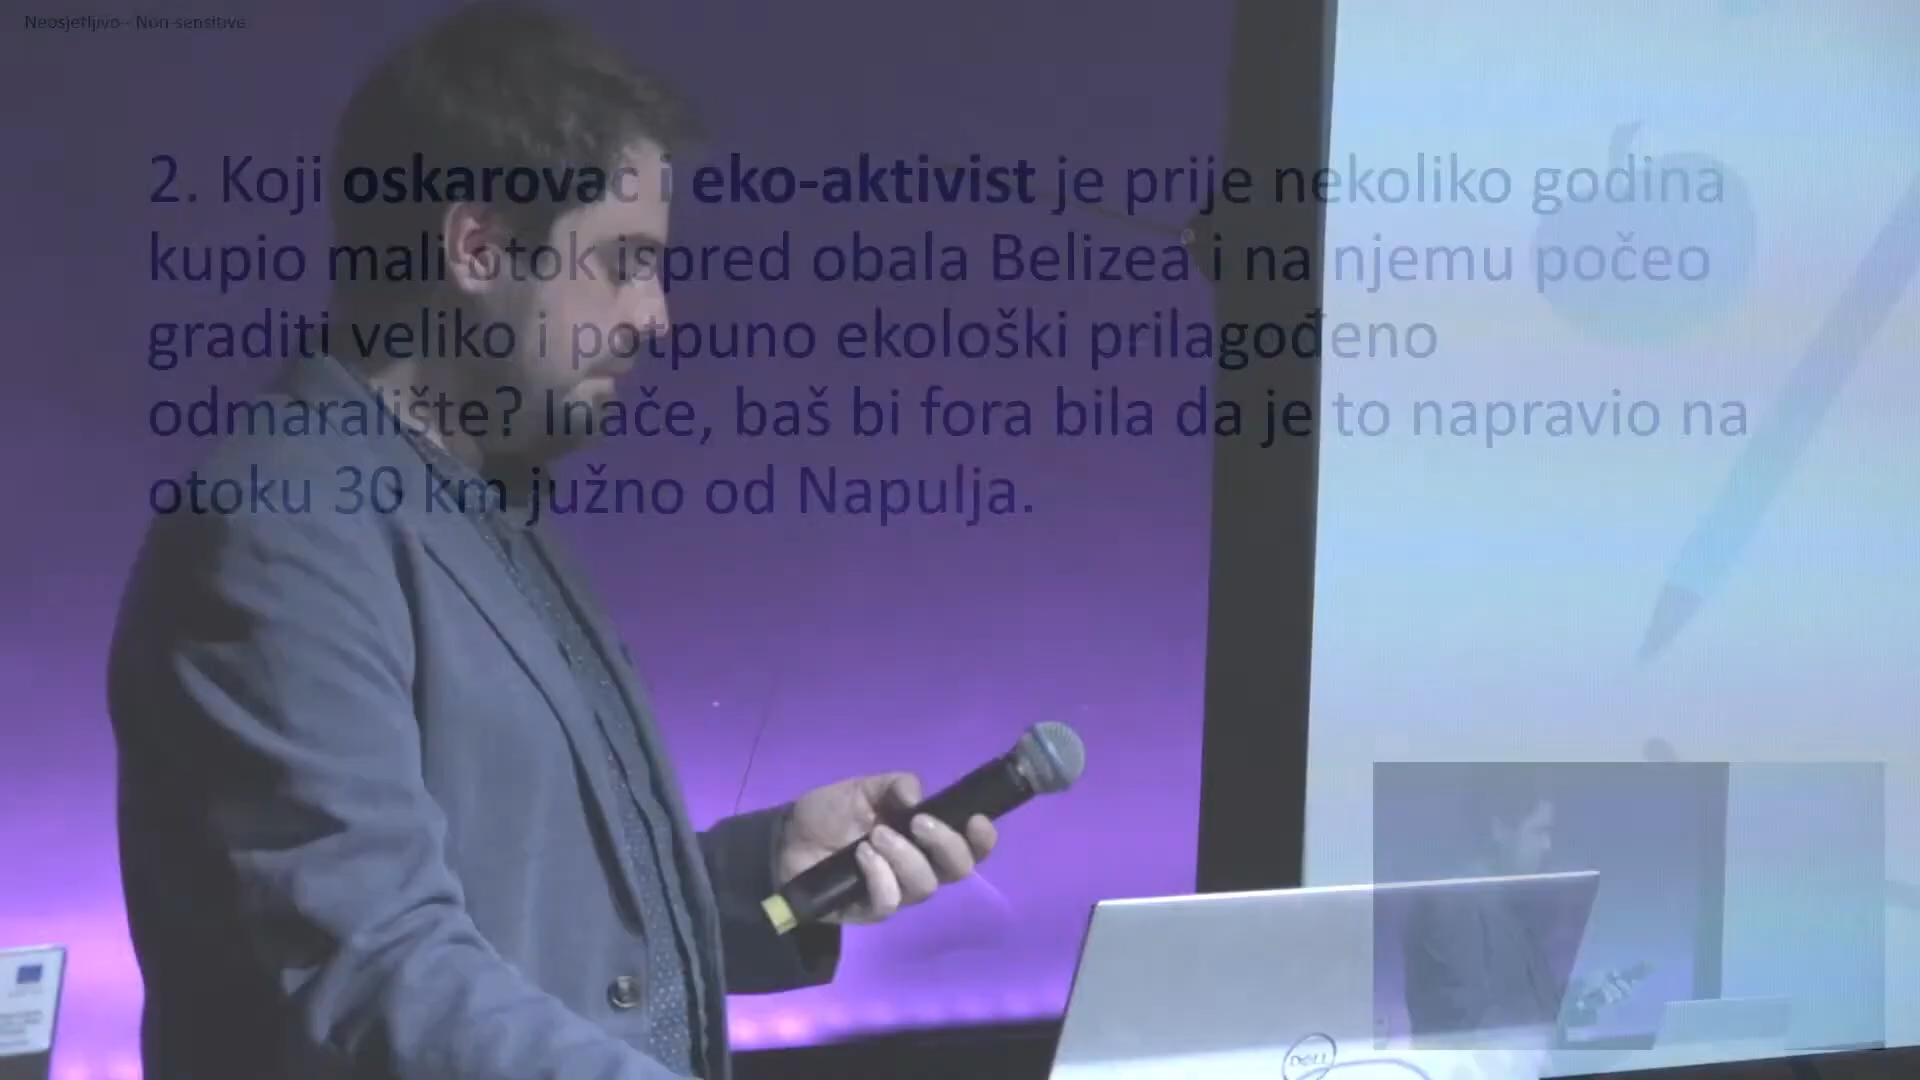 Neosjetljivo - Non-sensitive
2. Koji oskarovac i eko-aktivist je prije nekoliko godina
kupio mali otok ispred obala Belizea i na njemu počeo
graditi veliko i potpuno ekološki prilagođeno
odmaralište? Inače, baš bi fora bila da je to napravio na
otoku 30 km južno od Napulja.
DELL